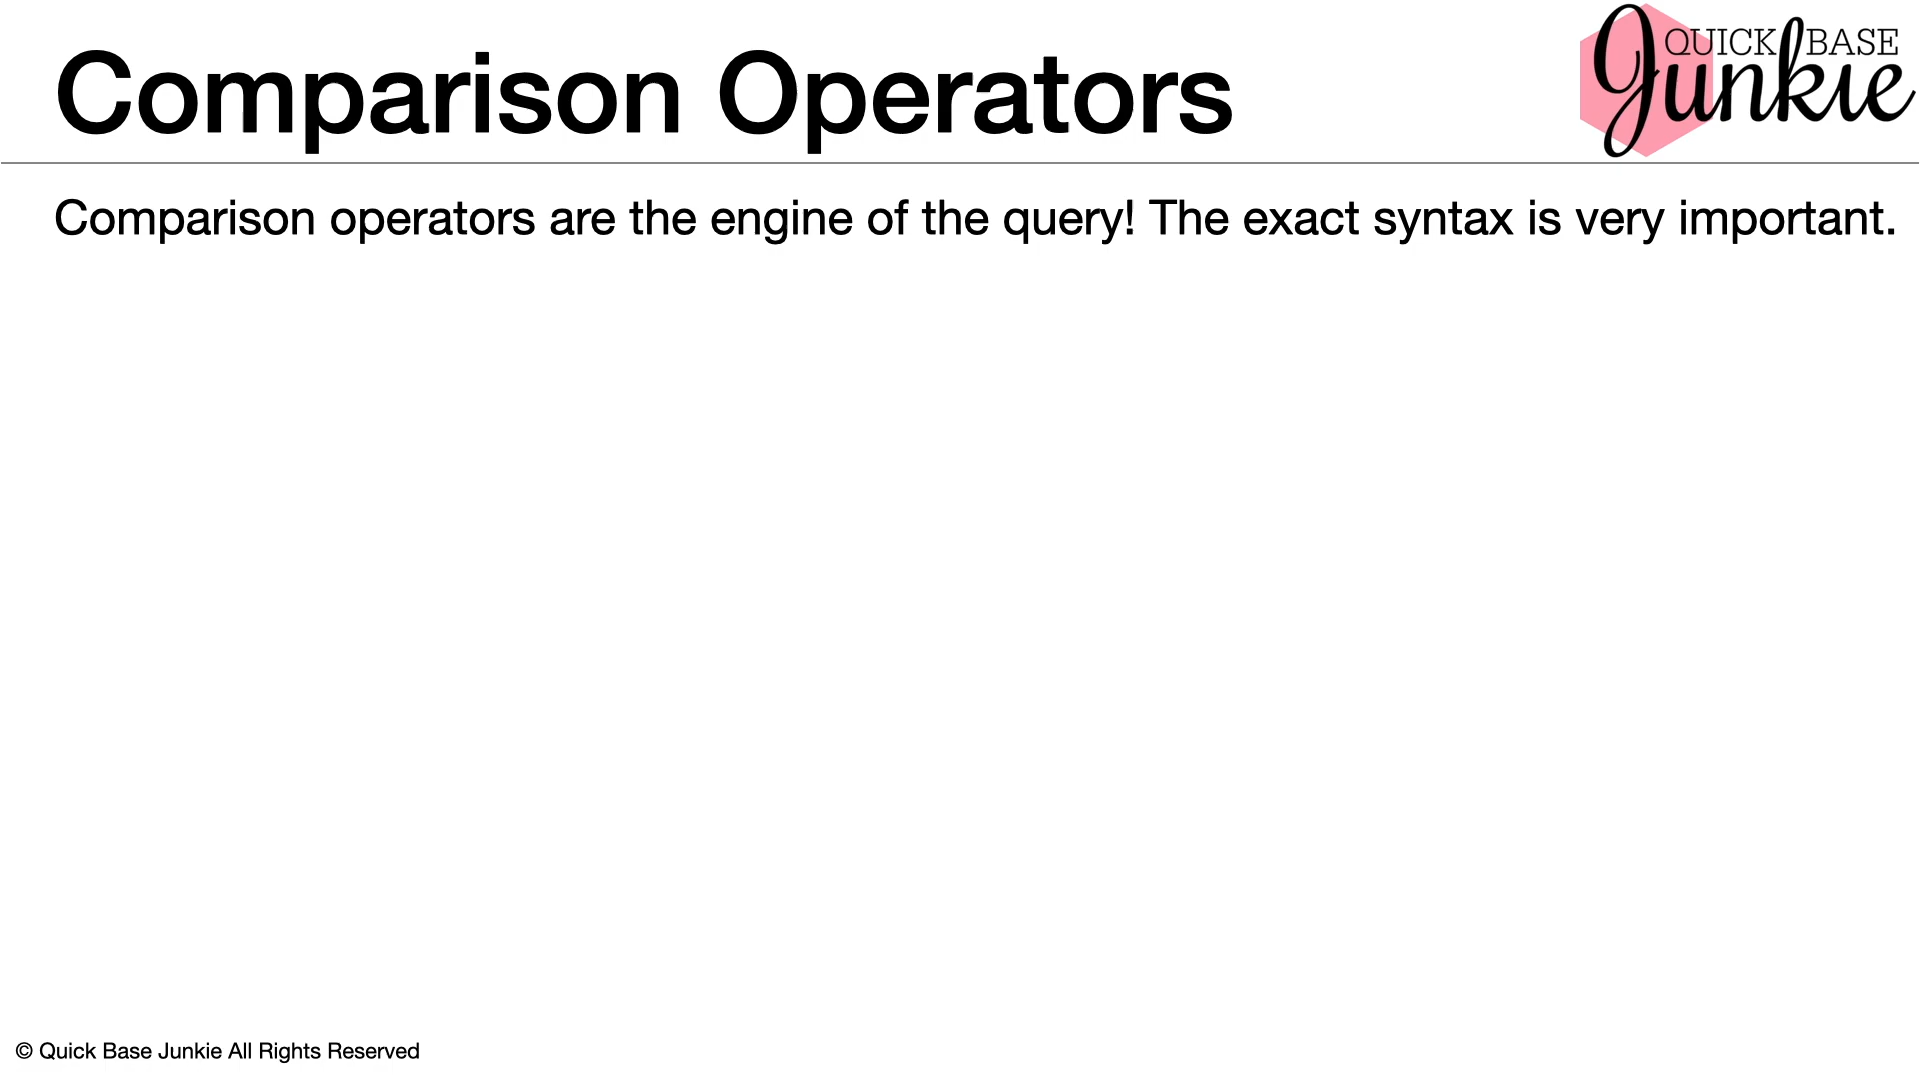 Comparison Operators
QUICK BASE
Junkie
Comparison operators are the engine of the query! The exact syntax is very important.
© Quick Base Junkie All Rights Reserved